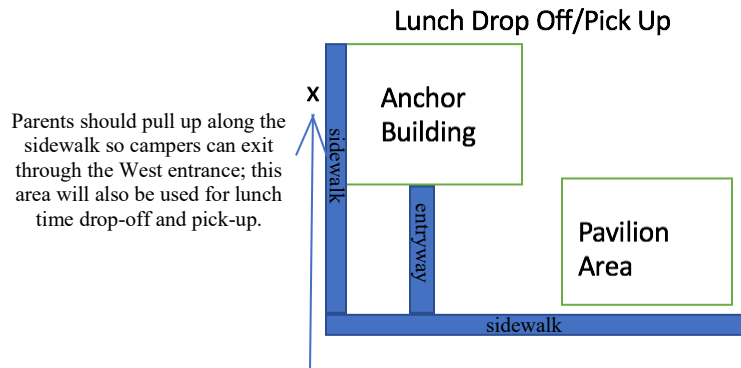 Lunch Drop Off/Pick Up
x
Parents should pull up along the
sidewalk so campers can exit
through the West entrance; this
area will also be used for lunch
time drop-off and pick-up.
sidewalk
Anchor
Building
entryway
Pavilion
Area
sidewalk